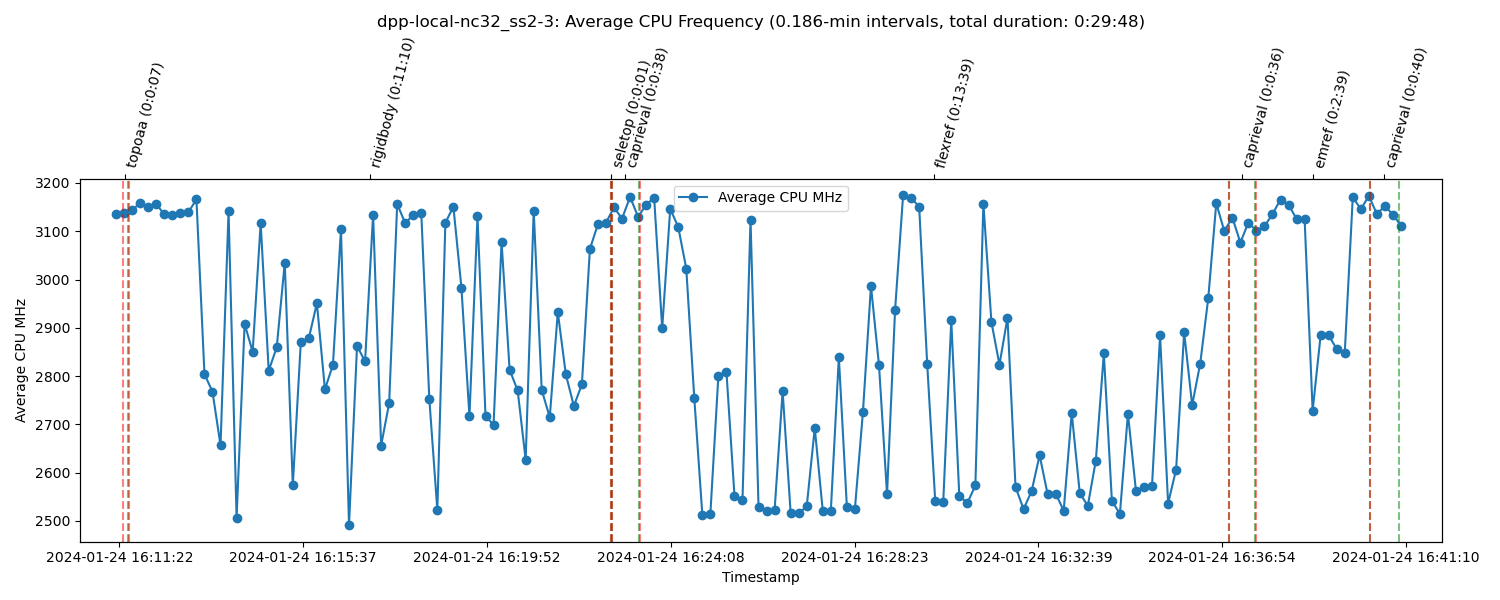 dpp-local-nc32_ss2-3: Average CPU Frequency (0.186-min intervals, total duration: 0:29:48)
topoaa (0:0:07)
rigidbody (0:11:10)
seletop (0:0:01)
caprieval (0:0:38)
flexref (0:13:39)
caprieval (0:0:36)
emref (0:2:39)
caprieval (0:0:40)
Average CPU MHz
3200
3100
3000
2900
2800
2700
2600
2500
Average CPU MHz
2024-01-24 16:11:22
2024-01-24 16:15:37
2024-01-24 16:19:52
2024-01-24 16:24:08
2024-01-24 16:28:23
2024-01-24 16:32:39
2024-01-24 16:36:54
2024-01-24 16:41:10
Timestamp